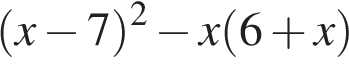 (x − 7)² − x(6 + x)